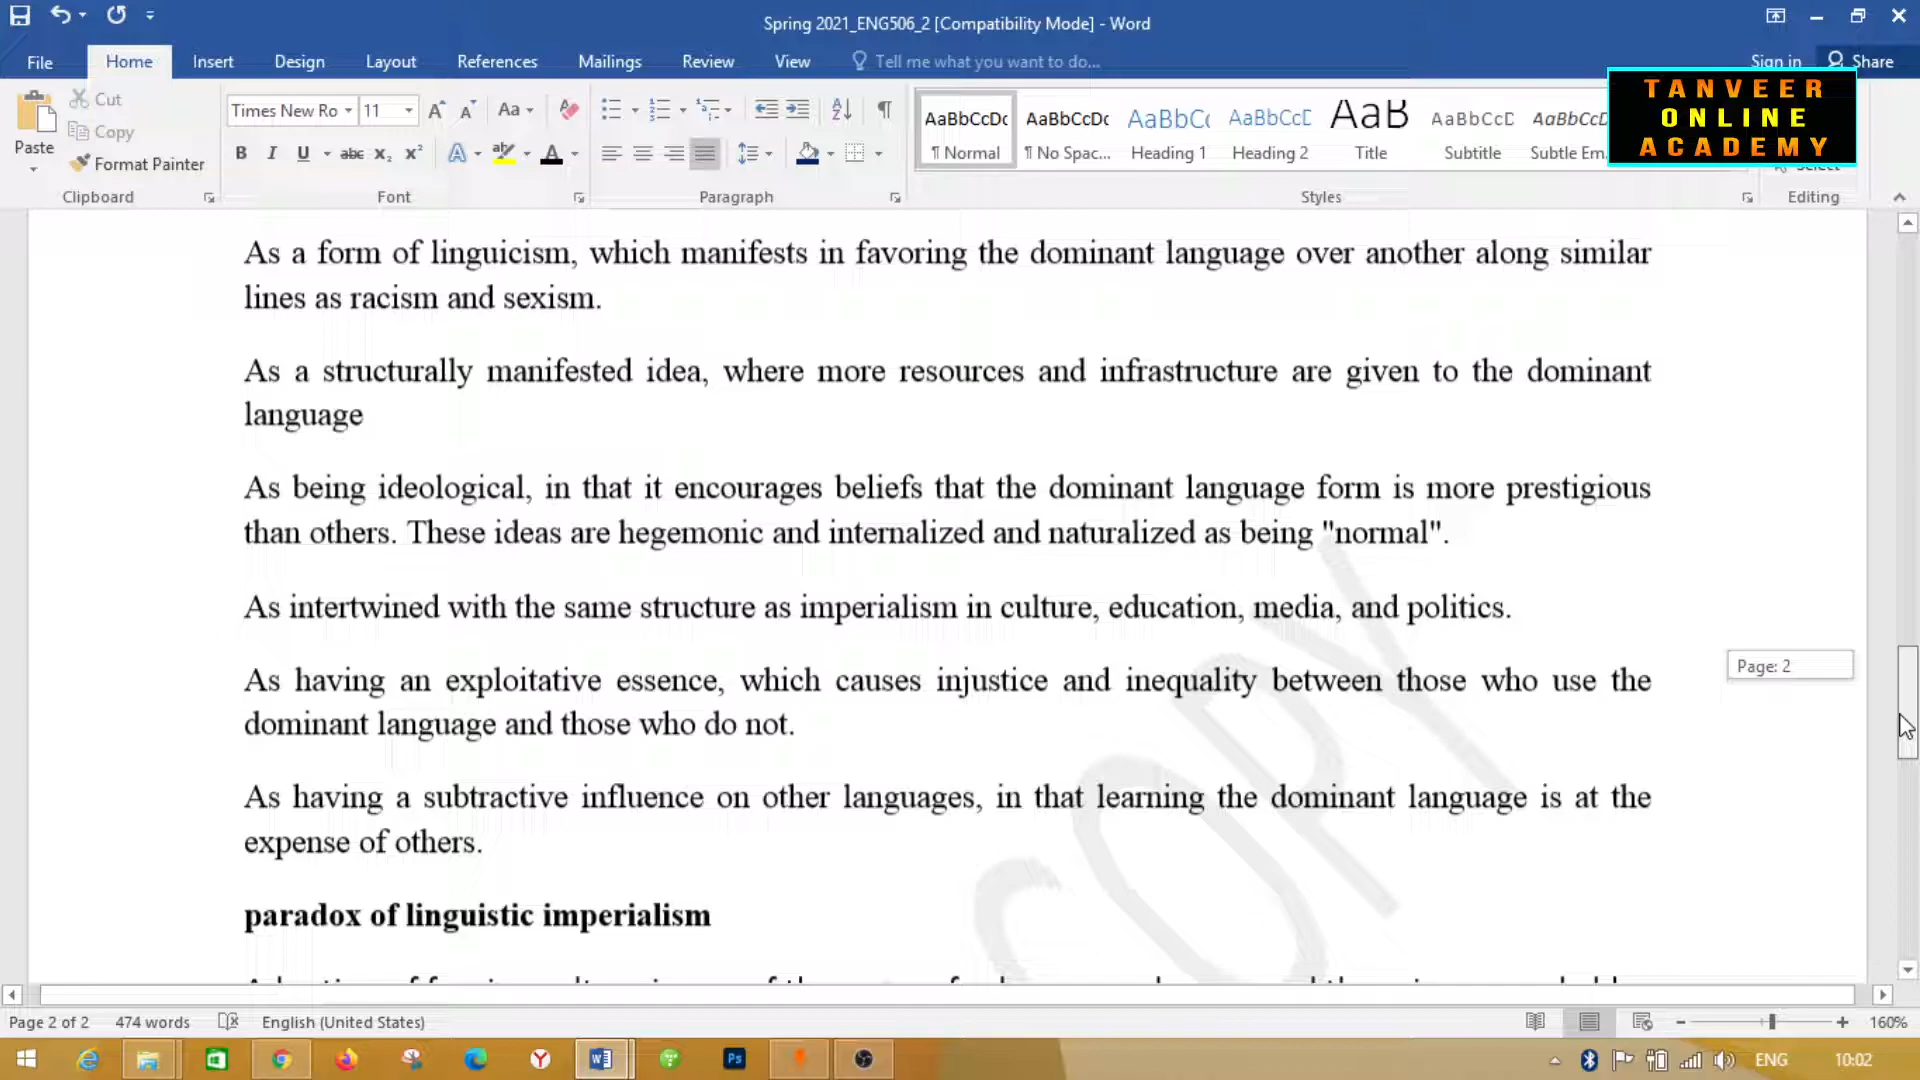 Spring 2021_ENG506_2 [Compatibility Mode] - Word
File Home Insert Design Layout References Mailings Review View Tell me what you want to do... Sign in Share
TANVEER
ONLINE
ACADEMY
Cut
Copy
Format Painter
Paste
Times New Ro 11
AaBbCcDc AaBbCcDc AaBbC AaBbCcD AaB AaBbCcD AaBbCcD
¶ Normal ¶ No Spac... Heading 1 Heading 2 Title Subtitle Subtle Em...
Select
Clipboard Font Paragraph Styles Editing
As a form of linguicism, which manifests in favoring the dominant language over another along similar
lines as racism and sexism.
As a structurally manifested idea, where more resources and infrastructure are given to the dominant
language
As being ideological, in that it encourages beliefs that the dominant language form is more prestigious
than others. These ideas are hegemonic and internalized and naturalized as being "normal".
As intertwined with the same structure as imperialism in culture, education, media, and politics.
Page: 2
As having an exploitative essence, which causes injustice and inequality between those who use the
dominant language and those who do not.
As having a subtractive influence on other languages, in that learning the dominant language is at the
expense of others.
paradox of linguistic imperialism
COPY
Page 2 of 2 474 words English (United States) 160%
ENG 10:02